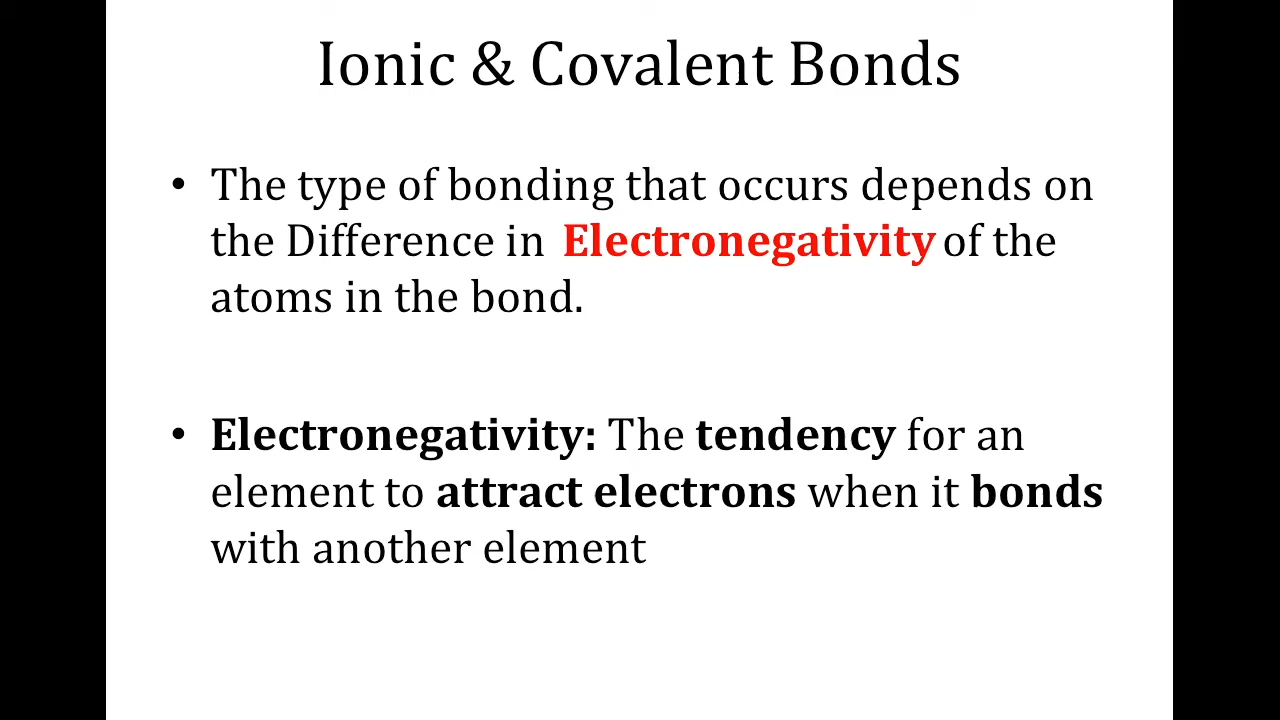 Ionic & Covalent Bonds
• The type of bonding that occurs depends on
the Difference in Electronegativity of the
atoms in the bond.
• Electronegativity: The tendency for an
element to attract electrons when it bonds
with another element